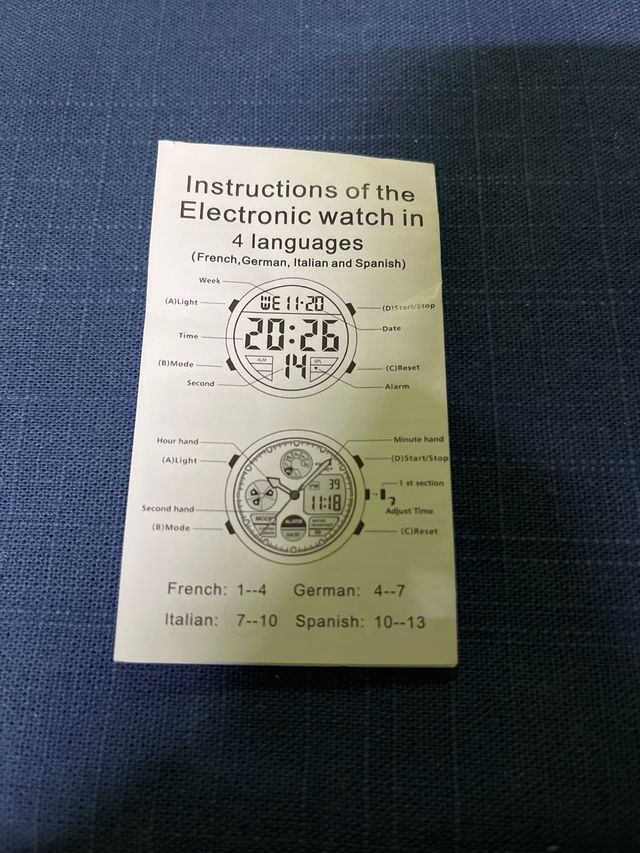 Instructions of the
Electronic watch in
4 languages
(French,German, Italian and Spanish)
Week
(A)Light
(D)Start/Stop
WE 11-20
Date
Time
20:26
(B)Mode
ALM
14
SPL
(C)Reset
Second
Alarm
Hour hand
Minute hand
(A)Light
(D)Start/Stop
1 st section
PM 39
11:18
2
Second hand
Adjust Time
MODE
ALARM
WATER
RESISTANT
(B)Mode
DATE
(C)Reset
French: 1--4 German: 4--7
Italian: 7--10 Spanish: 10--13